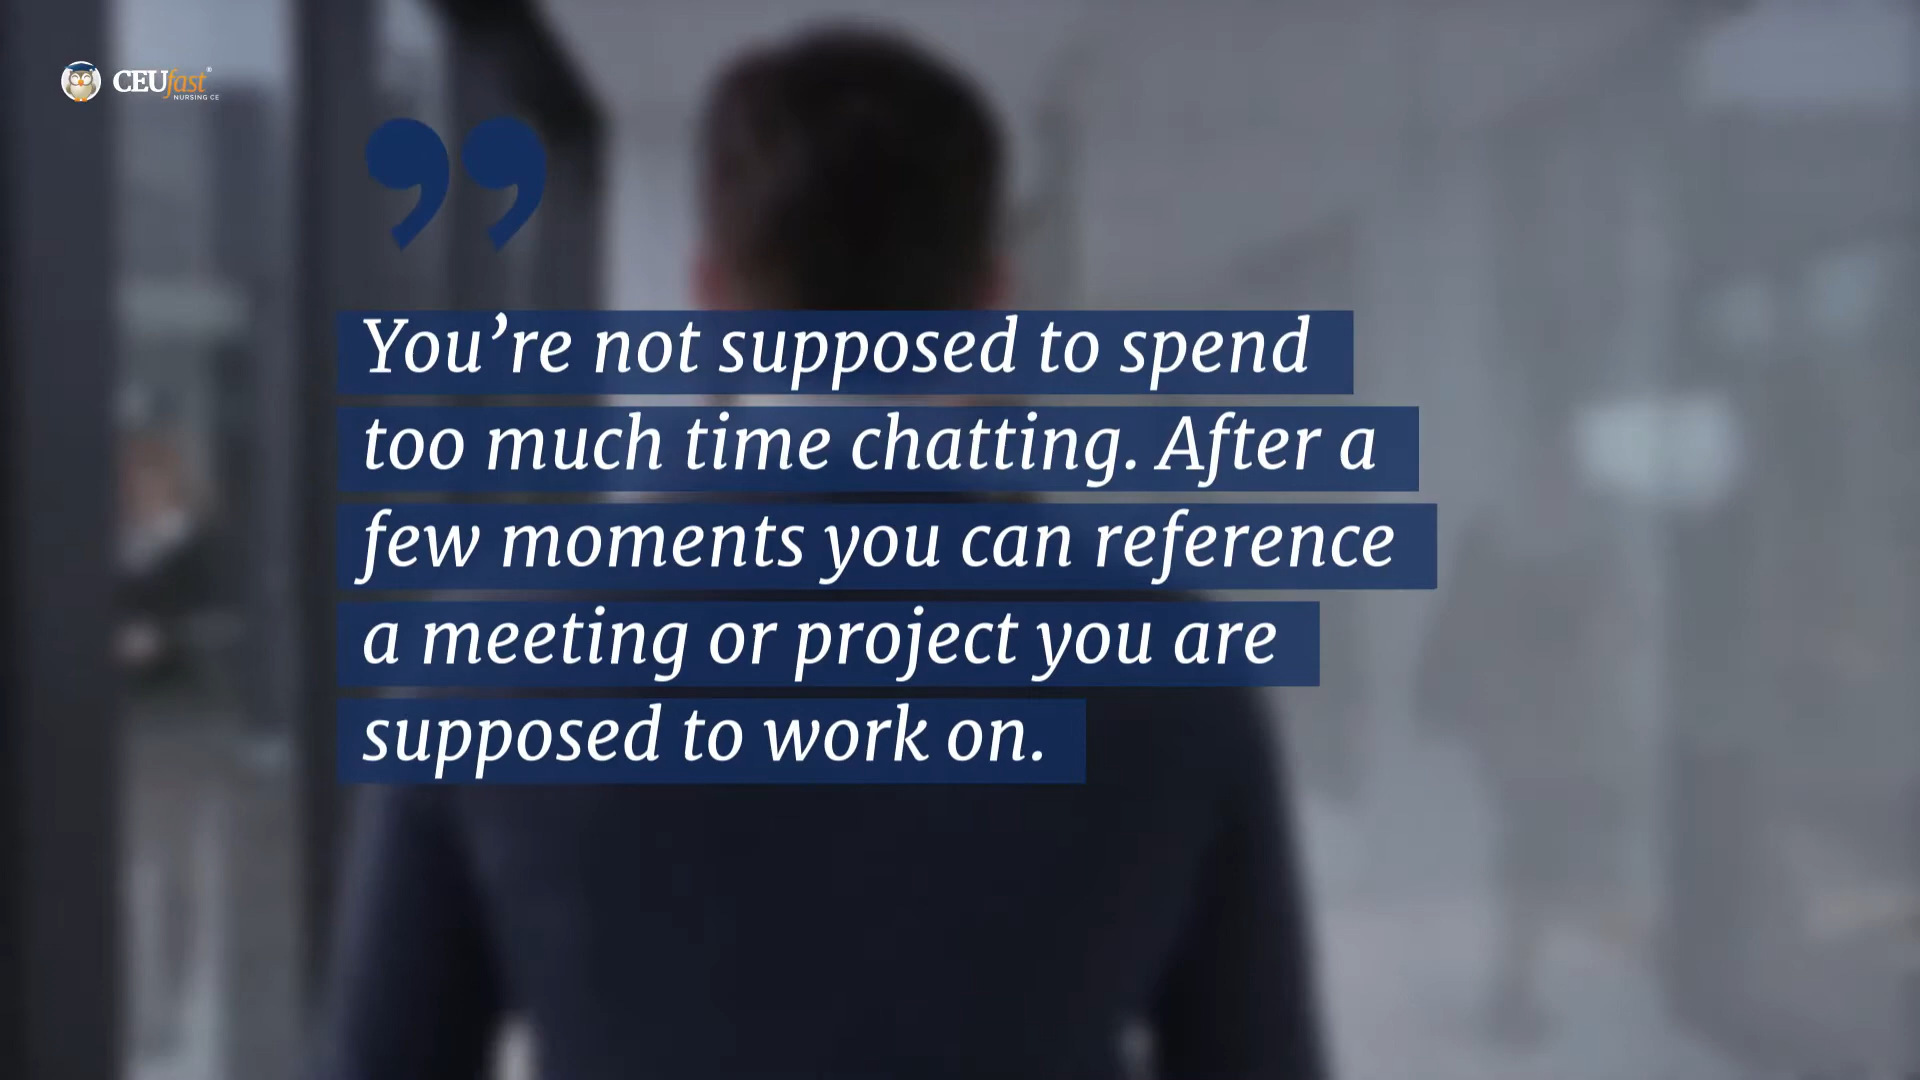 CEUfast®
NURSING CE
”
You’re not supposed to spend
too much time chatting. After a
few moments you can reference
a meeting or project you are
supposed to work on.